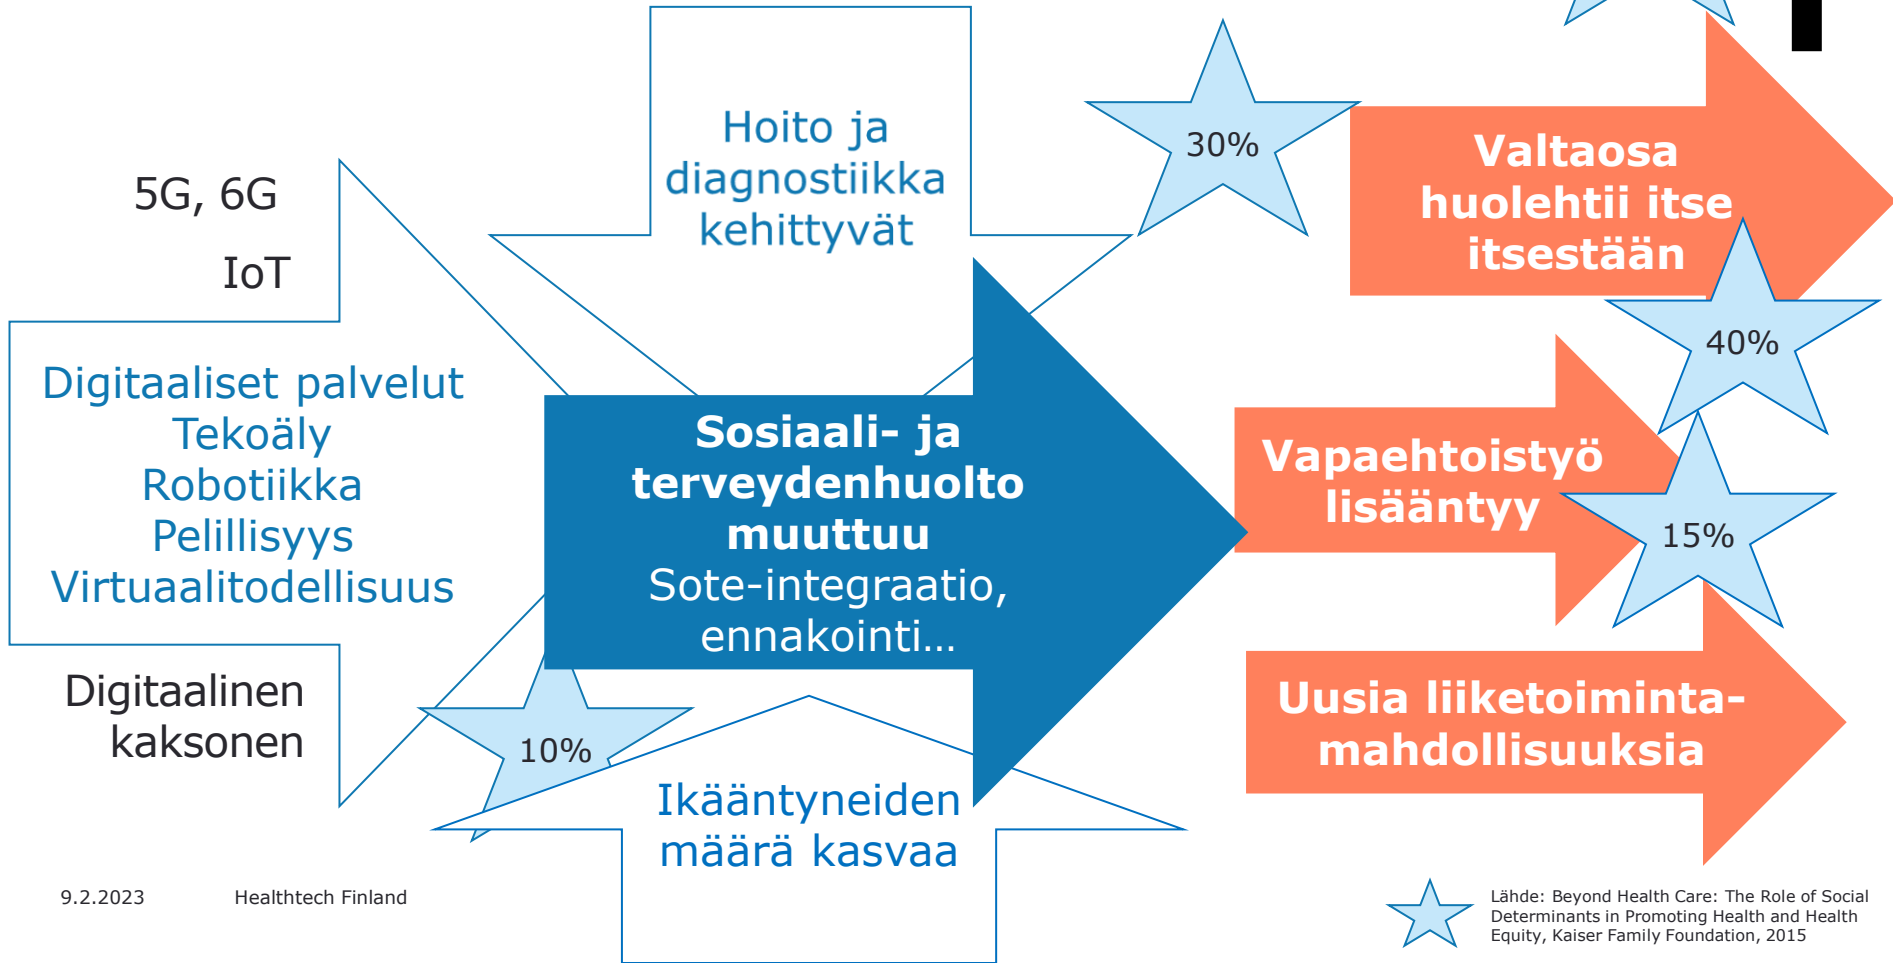 5G, 6G
IoT
Digitaaliset palvelut
Tekoäly
Robotiikka
Pelillisyys
Virtuaalitodellisuus
Digitaalinen
kaksonen
Hoito ja
diagnostiikka
kehittyvät
Sosiaali- ja
terveydenhuolto
muuttuu
Sote-integraatio,
ennakointi…
10%
Ikääntyneiden
määrä kasvaa
30%
Valtaosa
huolehtii itse
itsestään
40%
Vapaehtoistyö
lisääntyy
15%
Uusia liiketoiminta-
mahdollisuuksia
9.2.2023
Healthtech Finland
Lähde: Beyond Health Care: The Role of Social
Determinants in Promoting Health and Health
Equity, Kaiser Family Foundation, 2015